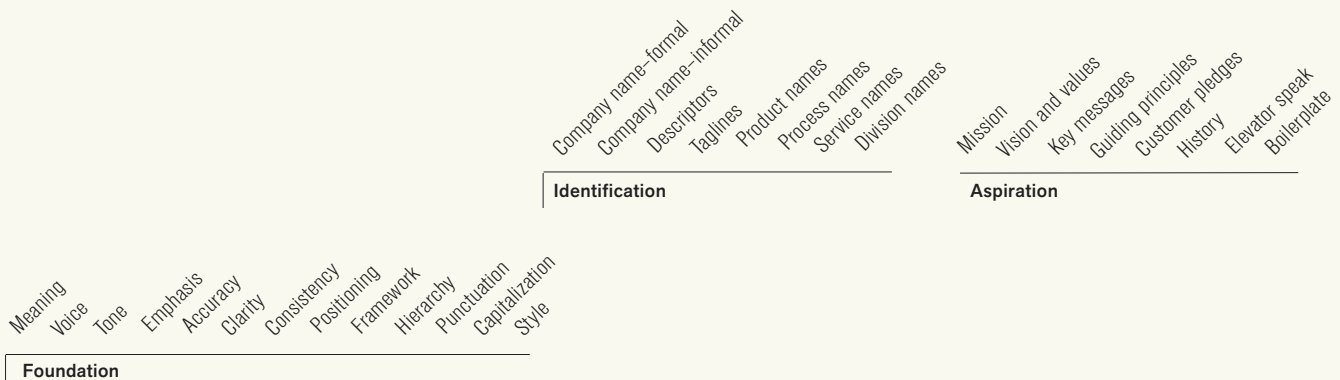 Company name–formal
Company name–informal
Descriptors
Taglines
Product names
Process names
Service names
Division names
Identification
Mission
Vision and values
Key messages
Guiding principles
Customer pledges
History
Elevator speak
Boilerplate
Aspiration
Meaning
Voice
Tone
Emphasis
Accuracy
Clarity
Consistency
Positioning
Framework
Hierarchy
Punctuation
Capitalization
Style
Foundation